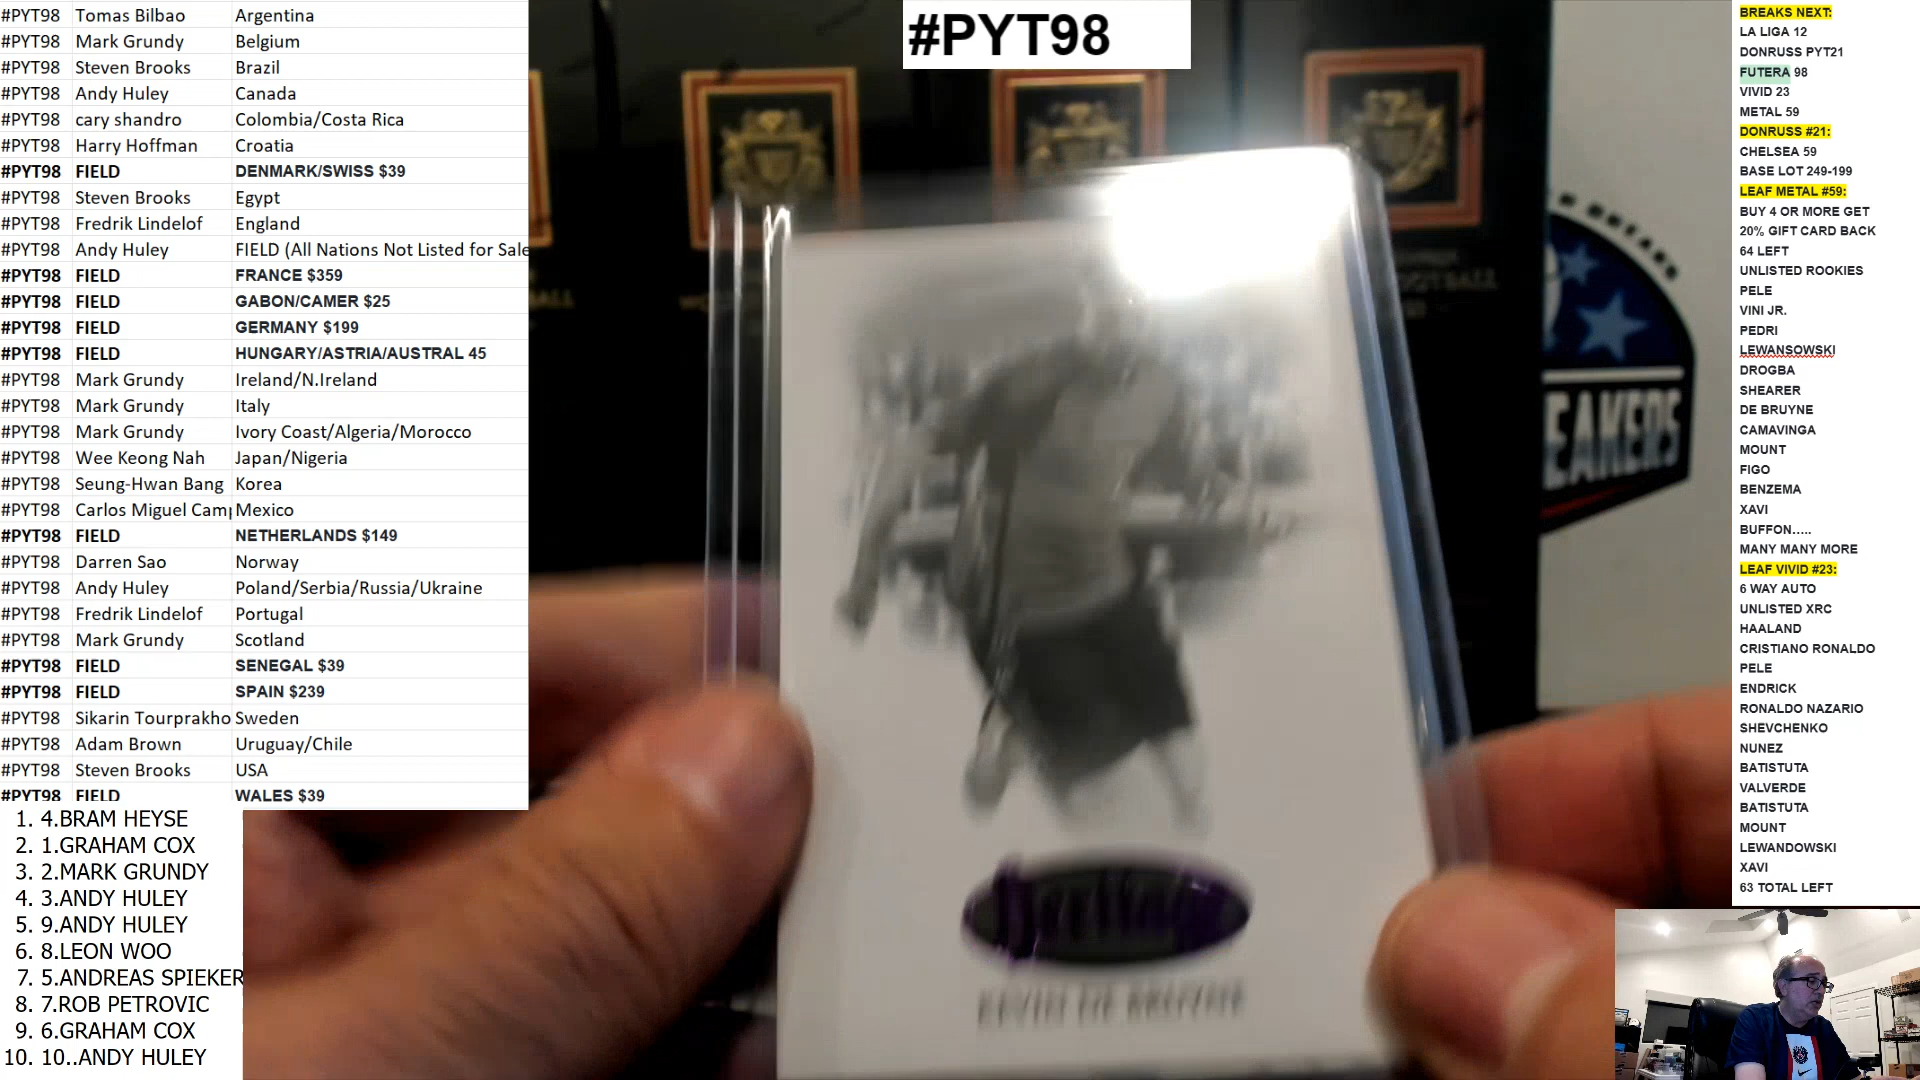 #PYT98 Tomas Bilbao Argentina
#PYT98 Mark Grundy Belgium
#PYT98 Steven Brooks Brazil
#PYT98 Andy Huley Canada
#PYT98 cary shandro Colombia/Costa Rica
#PYT98 Harry Hoffman Croatia
#PYT98 FIELD DENMARK/SWISS $39
#PYT98 Steven Brooks Egypt
#PYT98 Fredrik Lindelof England
#PYT98 Andy Huley FIELD (All Nations Not Listed for Sale
#PYT98 FIELD FRANCE $359
#PYT98 FIELD GABON/CAMER $25
#PYT98 FIELD GERMANY $199
#PYT98 FIELD HUNGARY/ASTRIA/AUSTRAL 45
#PYT98 Mark Grundy Ireland/N.Ireland
#PYT98 Mark Grundy Italy
#PYT98 Mark Grundy Ivory Coast/Algeria/Morocco
#PYT98 Wee Keong Nah Japan/Nigeria
#PYT98 Seung-Hwan Bang Korea
#PYT98 Carlos Miguel Cam Mexico
#PYT98 FIELD NETHERLANDS $149
#PYT98 Darren Sao Norway
#PYT98 Andy Huley Poland/Serbia/Russia/Ukraine
#PYT98 Fredrik Lindelof Portugal
#PYT98 Mark Grundy Scotland
#PYT98 FIELD SENEGAL $39
#PYT98 FIELD SPAIN $239
#PYT98 Sikarin Tourprakho Sweden
#PYT98 Adam Brown Uruguay/Chile
#PYT98 Steven Brooks USA
#PYT98 FIELD WALES $39
1. 4.BRAM HEYSE
2. 1.GRAHAM COX
3. 2.MARK GRUNDY
4. 3.ANDY HULEY
5. 9.ANDY HULEY
6. 8.LEON WOO
7. 5.ANDREAS SPIEKER
8. 7.ROB PETROVIC
9. 6.GRAHAM COX
10. 10..ANDY HULEY
#PYT98
KEVIN DE BRUYNE
EAKERS
BREAKS NEXT:
LA LIGA 12
DONRUSS PYT21
FUTERA 98
VIVID 23
METAL 59
DONRUSS #21:
CHELSEA 59
BASE LOT 249-199
LEAF METAL #59:
BUY 4 OR MORE GET
20% GIFT CARD BACK
64 LEFT
UNLISTED ROOKIES
PELE
VINI JR.
PEDRI
LEWANSOWSKI
DROGBA
SHEARER
DE BRUYNE
CAMAVINGA
MOUNT
FIGO
BENZEMA
XAVI
BUFFON.....
MANY MANY MORE
LEAF VIVID #23:
6 WAY AUTO
UNLISTED XRC
HAALAND
CRISTIANO RONALDO
PELE
ENDRICK
RONALDO NAZARIO
SHEVCHENKO
NUNEZ
BATISTUTA
VALVERDE
BATISTUTA
MOUNT
LEWANDOWSKI
XAVI
63 TOTAL LEFT